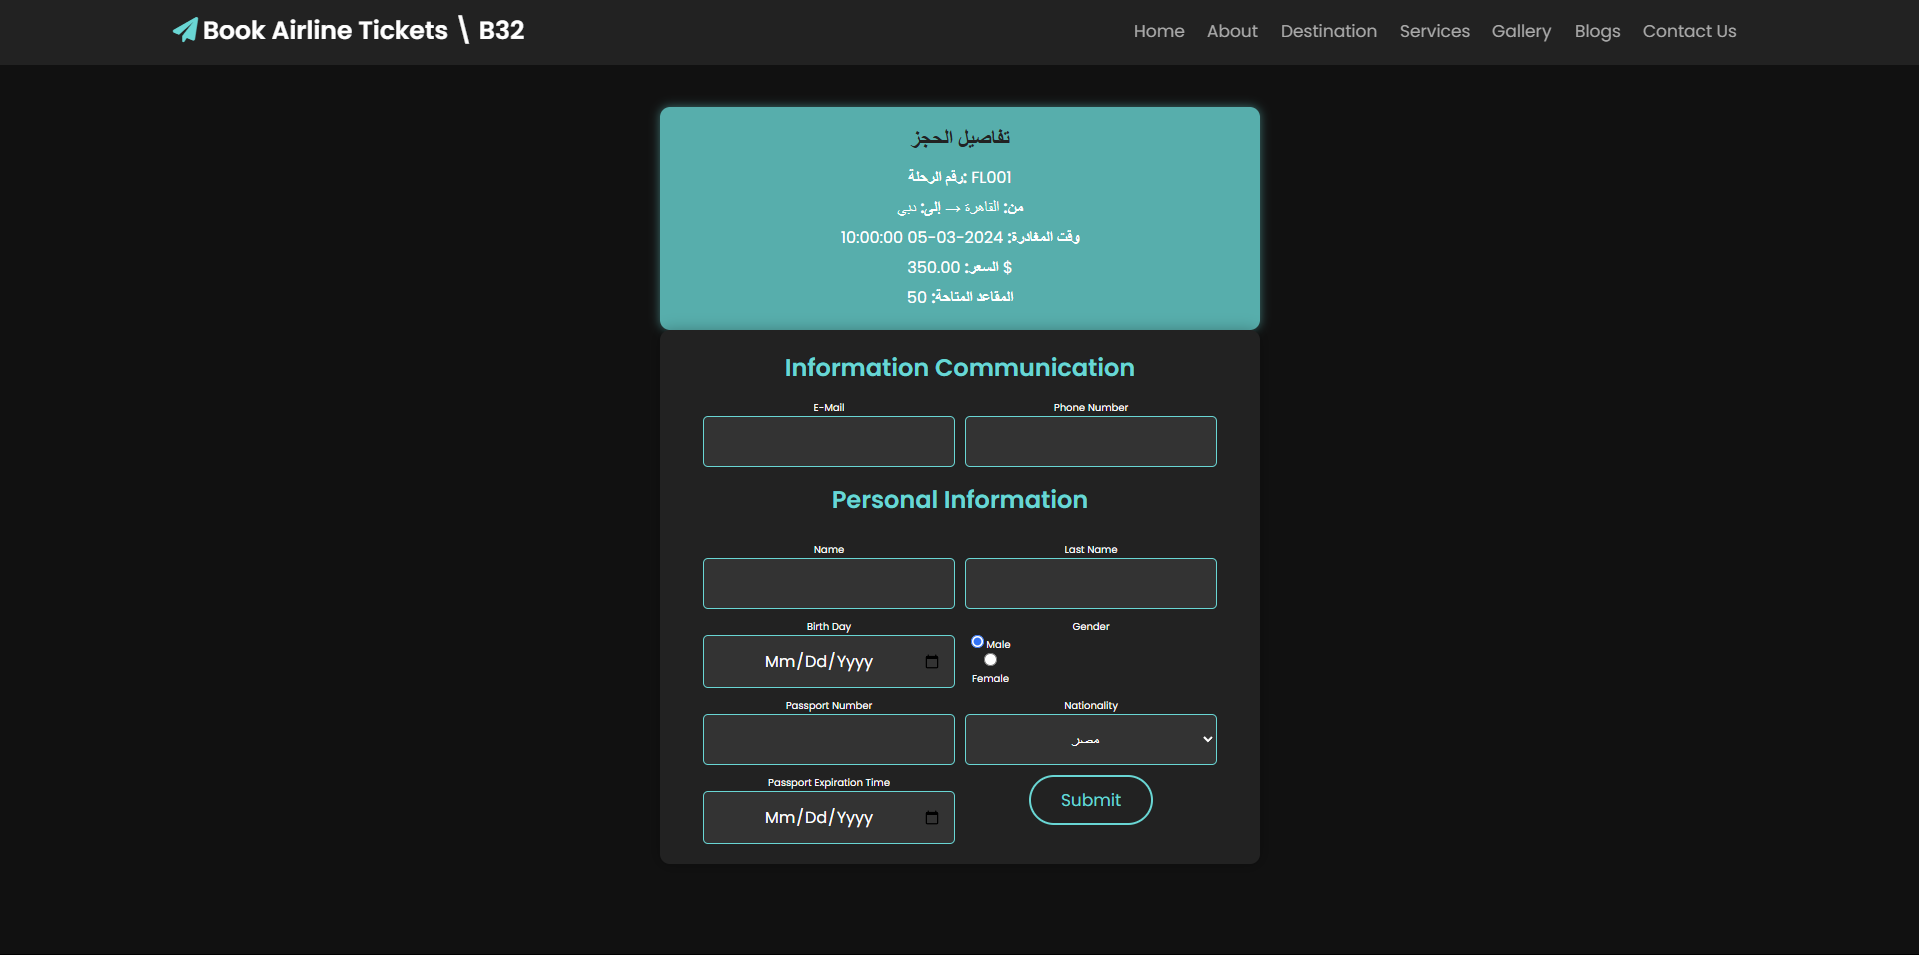 Book Airline Tickets \ B32
Home About Destination Services Gallery Blogs Contact Us
تفاصيل الحجز
رقم الرحلة: FL001
من: القاهرة → إلى: دبي
وقت المغادرة: 2024-03-05 10:00:00
السعر: 350.00 $
المقاعد المتاحة: 50
Information Communication
E-Mail Phone Number
Personal Information
Name Last Name
Birth Day Gender
Mm/Dd/Yyyy Male
Female
Passport Number Nationality
مصر
Passport Expiration Time
Mm/Dd/Yyyy Submit